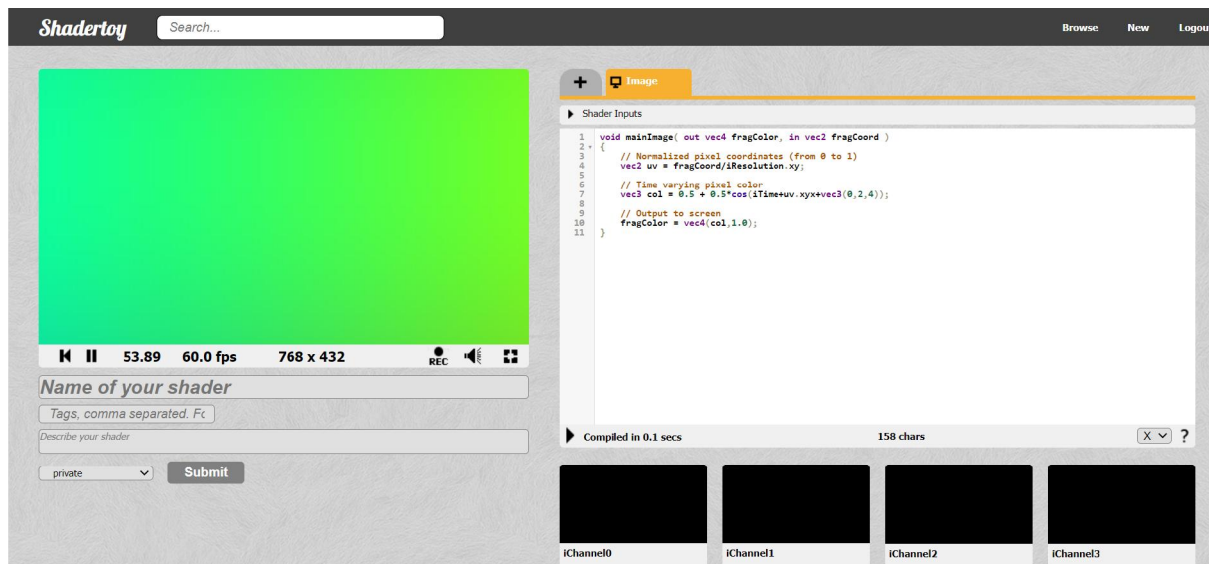 Shadertoy
Search...
Browse New Logou
Image
Shader Inputs
1 void mainImage( out vec4 fragColor, in vec2 fragCoord )
2 {
3 // Normalized pixel coordinates (from 0 to 1)
4 vec2 uv = fragCoord/iResolution.xy;
5
6 // Time varying pixel color
7 vec3 col = 0.5 + 0.5*cos(iTime+uv.xyx+vec3(0,2,4));
8
9 // Output to screen
10 fragColor = vec4(col,1.0);
11 }
53.89 60.0 fps 768 x 432 REC
Name of your shader
Tags, comma separated. Fc
Describe your shader
private Submit
Compiled in 0.1 secs 158 chars X ?
iChannel0 iChannel1 iChannel2 iChannel3